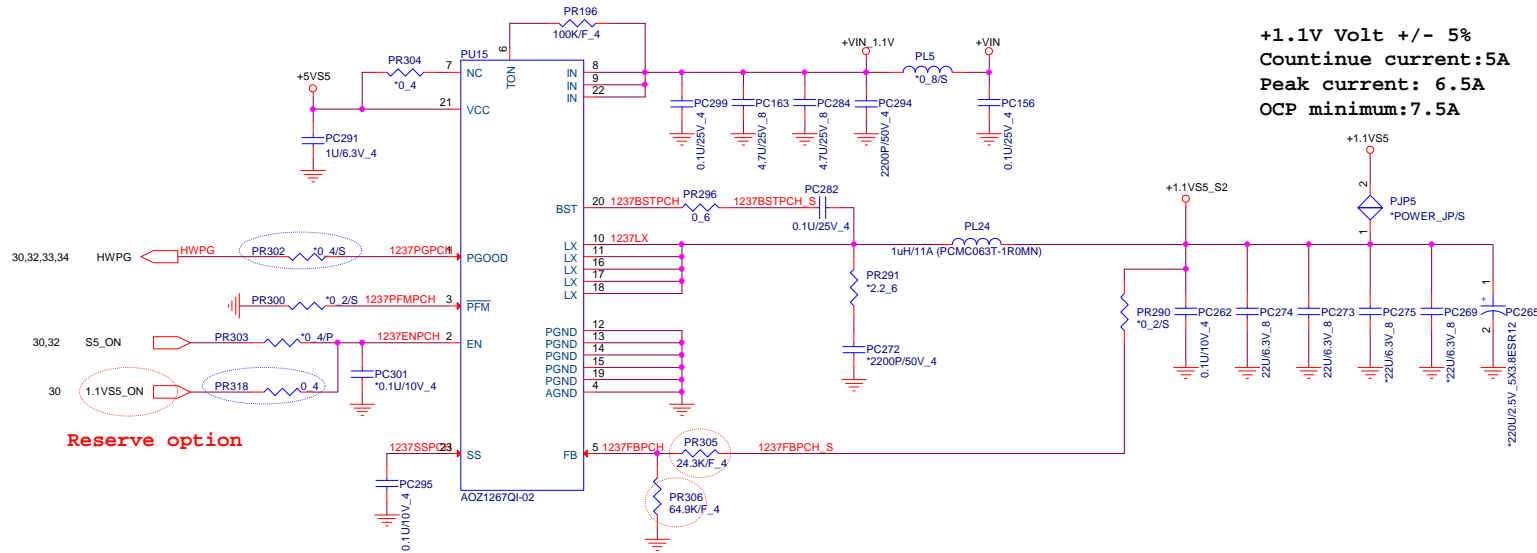 PR196
100K/F_4
+1.1V Volt +/- 5%
Countinue current:5A
Peak current: 6.5A
OCP minimum:7.5A
6
TON
PU15
+5VS5
PR304
*0_4
7
NC
21
VCC
PC291
1U/6.3V_4
IN
8
IN
9
IN
22
+VIN_1.1V
PL5
*0_8/S
+VIN
PC299
0.1U/25V_4
PC163
4.7U/25V_8
PC284
4.7U/25V_8
PC294
2200P/50V_4
PC156
0.1U/25V_4
BST
20
1237BSTPCH
PR296
0_6
1237BSTPCH_S
PC282
0.1U/25V_4
LX
10
1237LX
LX
11
LX
16
LX
17
LX
18
PL24
1uH/11A (PCMC063T-1R0MN)
+1.1VS5_S2
+1.1VS5
2
PJP5
*POWER_JP/S
1
30,32,33,34
HWPG
HWPG
PR302
*0_4/S
1237PGPCH
1
PGOOD
PR300
*0_2/S
1237PFMPCH
3
PFM
PR291
*2.2_6
PC272
*2200P/50V_4
30,32
S5_ON
PR303
*0_4/P
1237ENPCH
2
EN
PC301
*0.1U/10V_4
30
1.1VS5_ON
PR318
0_4
Reserve option
PGND
12
PGND
13
PGND
14
PGND
15
PGND
19
AGND
4
PR290
*0_2/S
PC262
0.1U/10V_4
PC274
22U/6.3V_8
PC273
22U/6.3V_8
PC275
*22U/6.3V_8
PC269
*22U/6.3V_8
+
1
2
PC265
*220U/2.5V_5X3.8ESR12
1237SSPCH
23
SS
PC295
0.1U/10V_4
FB
5
1237FBPCH
PR305
24.3K/F_4
1237FBPCH_S
PR306
64.9K/F_4
AOZ1267QI-02